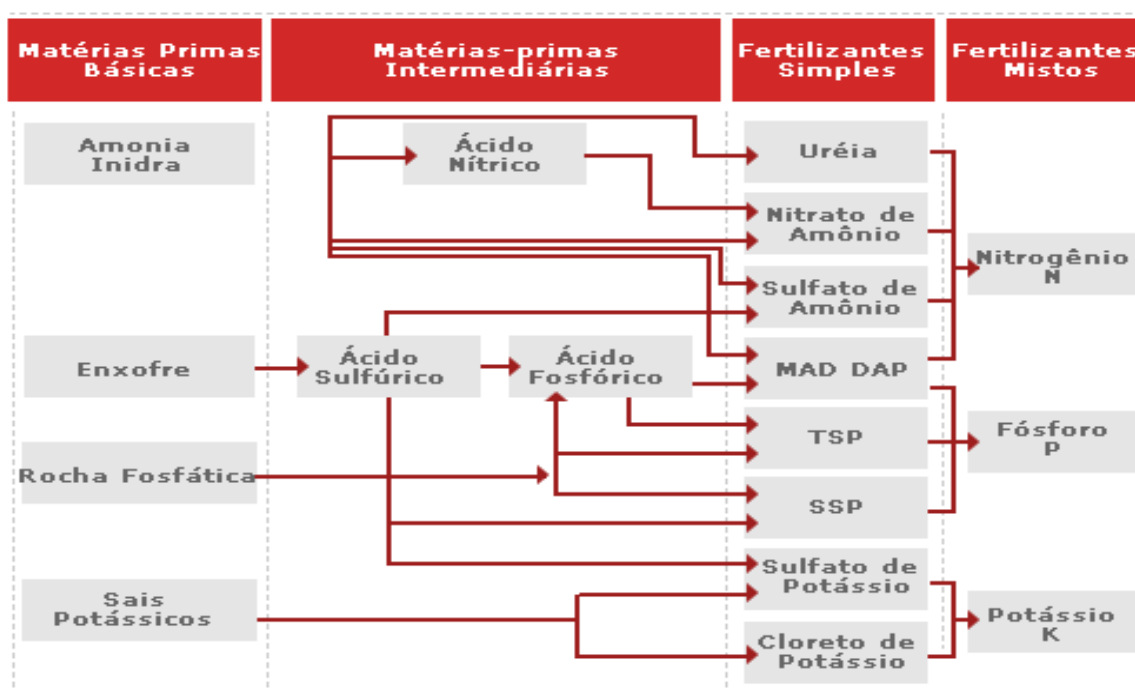 Matérias Primas
Básicas
Matérias-primas
Intermediárias
Fertilizantes
Simples
Fertilizantes
Mistos
Amonia
Inidra
Ácido
Nítrico
Uréia
Nitrato de
Amônio
Nitrogênio
N
Sulfato de
Amônio
Enxofre
Ácido
Sulfúrico
Ácido
Fosfórico
MAD DAP
TSP
Fósforo
P
Rocha Fosfática
SSP
Sulfato de
Potássio
Sais
Potássicos
Potássio
K
Cloreto de
Potássio